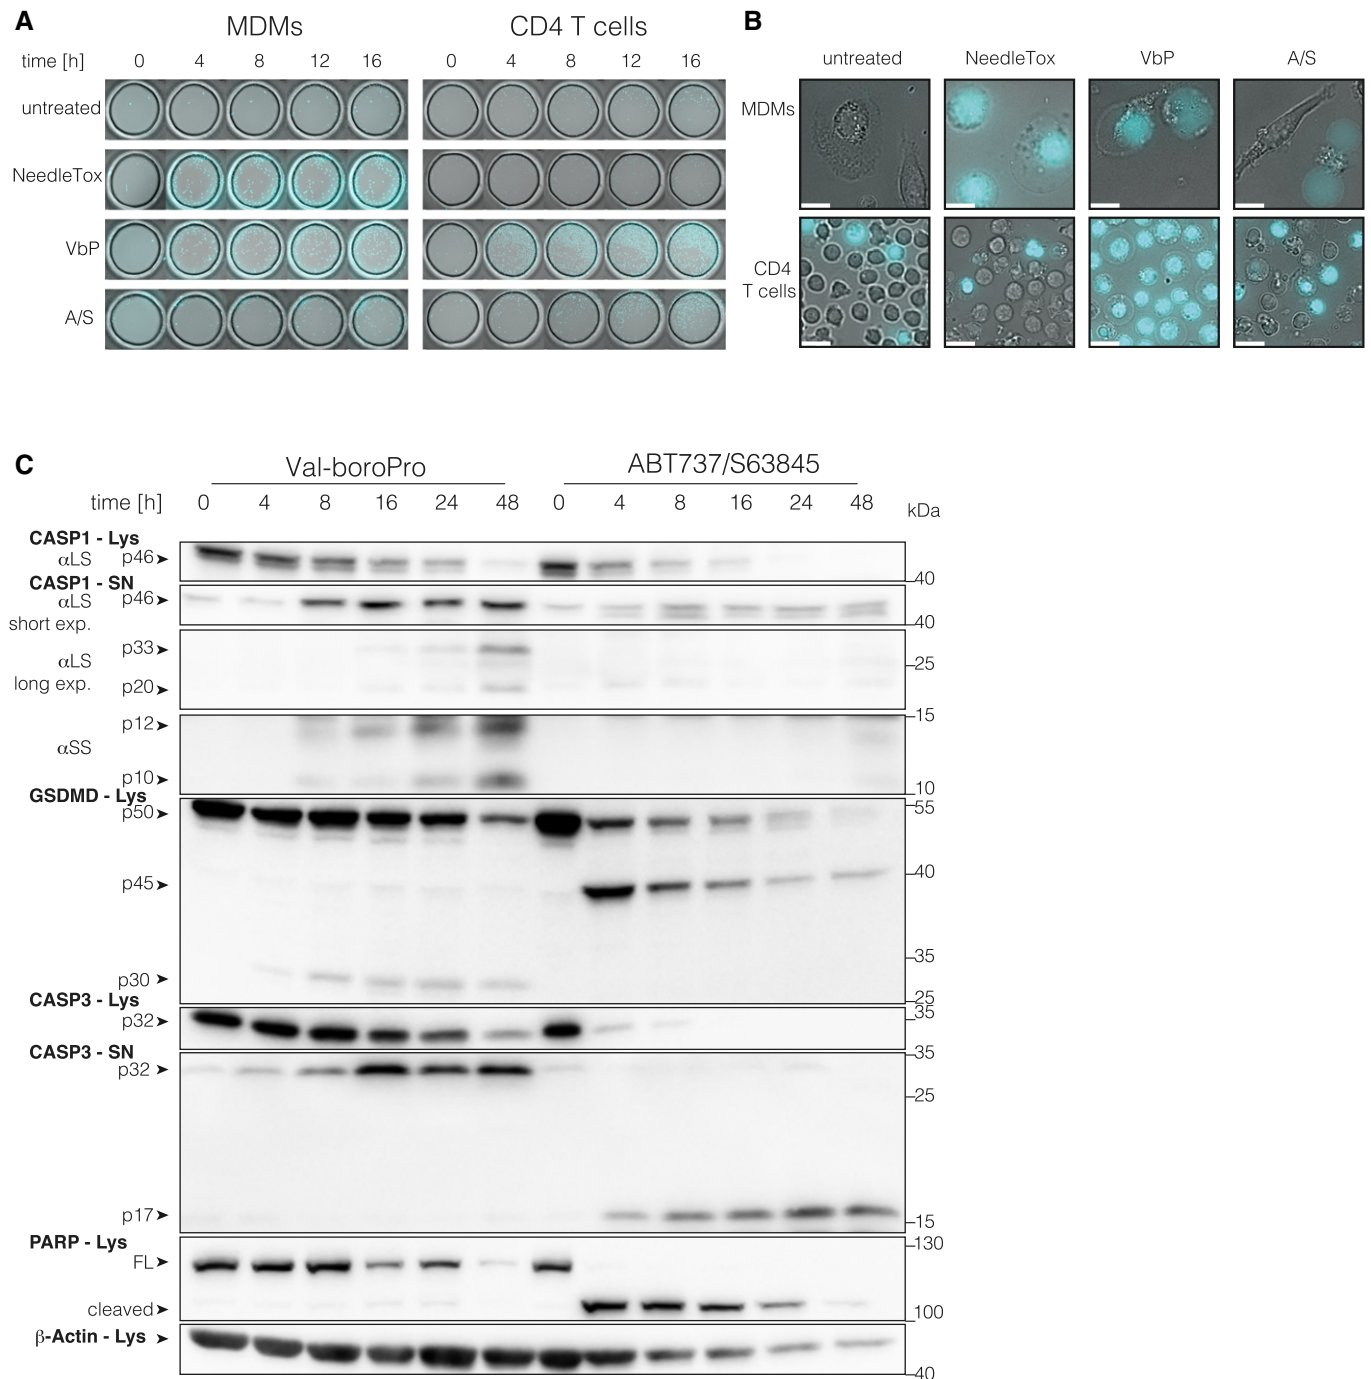 A
MDMs
CD4 T cells
time [h]
0 4 8 12 16
0 4 8 12 16
untreated
NeedleTox
VbP
A/S
B
untreated
NeedleTox
VbP
A/S
MDMs
CD4
T cells
C
Val-boroPro
ABT737/S63845
time [h]
0 4 8 16 24 48
0 4 8 16 24 48
kDa
CASP1 - Lys
αLS p46
40
CASP1 - SN
αLS p46
short exp.
40
p33
αLS
25
long exp.
p20
p12
15
αSS
p10
10
GSDMD - Lys
p50
55
p45
40
35
p30
25
CASP3 - Lys
35
p32
CASP3 - SN
35
p32
25
p17
15
PARP - Lys
130
FL
cleaved
100
β-Actin - Lys
40